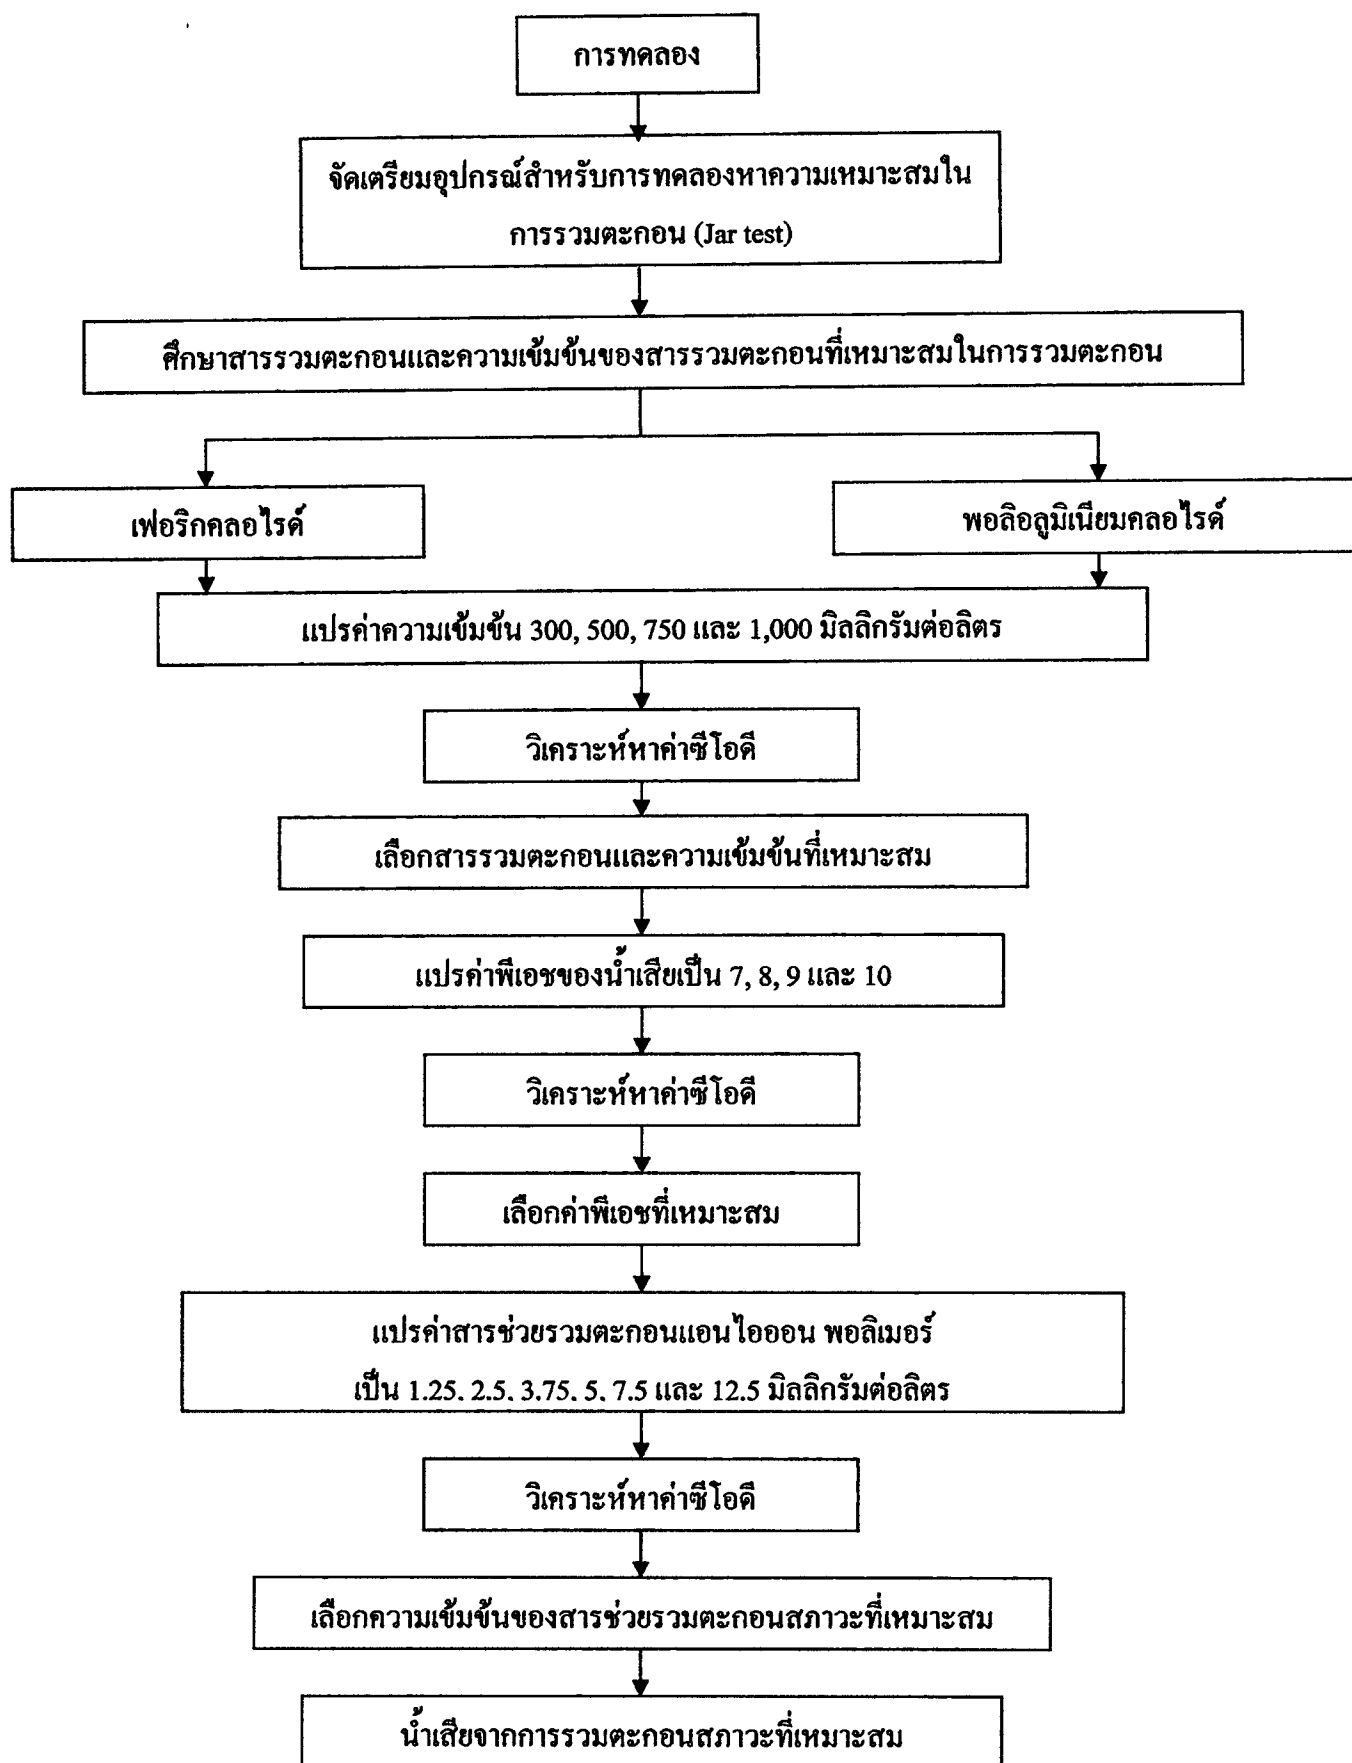 การทดลอง
จัดเตรียมอุปกรณ์สำหรับการทดลองหาความเหมาะสมใน
การรวมตะกอน (Jar test)
ศึกษาสารรวมตะกอนและความเข้มข้นของสารรวมตะกอนที่เหมาะสมในการรวมตะกอน
เฟอริกคลอไรด์
พอลิอลูมิเนียมคลอไรด์
แปรค่าความเข้มข้น 300, 500, 750 และ 1,000 มิลลิกรัมต่อลิตร
วิเคราะห์หาค่าซีโอดี
เลือกสารรวมตะกอนและความเข้มข้นที่เหมาะสม
แปรค่าพีเอชของน้ำเสียเป็น 7, 8, 9 และ 10
วิเคราะห์หาค่าซีโอดี
เลือกค่าพีเอชที่เหมาะสม
แปรค่าสารช่วยรวมตะกอนแอนไอออน พอลิเมอร์
เป็น 1.25, 2.5, 3.75, 5, 7.5 และ 12.5 มิลลิกรัมต่อลิตร
วิเคราะห์หาค่าซีโอดี
เลือกความเข้มข้นของสารช่วยรวมตะกอนสภาวะที่เหมาะสม
น้ำเสียจากการรวมตะกอนสภาวะที่เหมาะสม